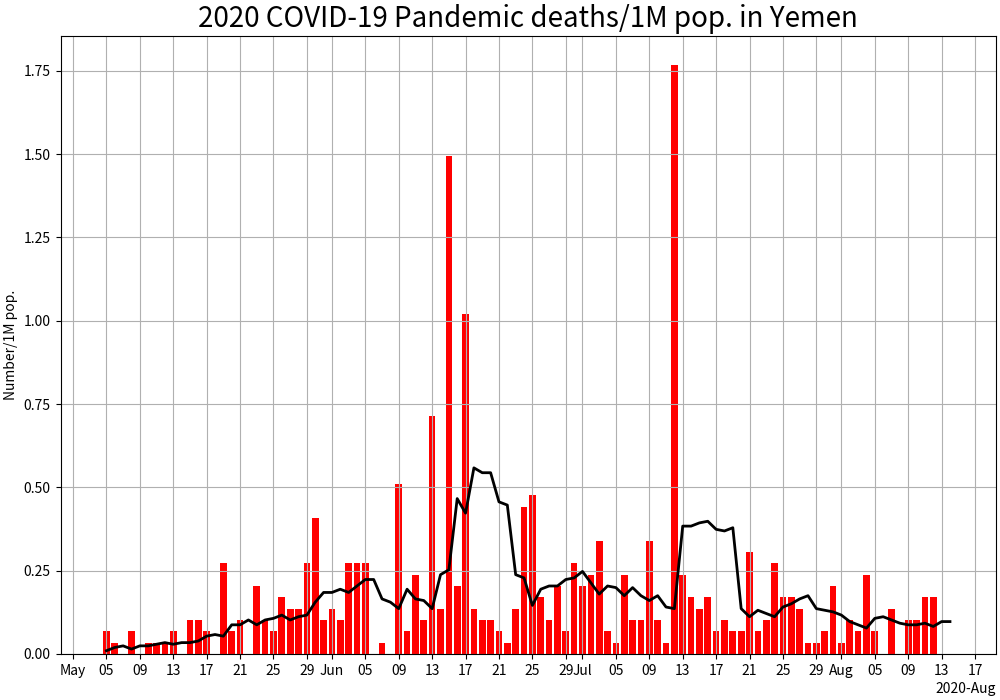 2020 COVID-19 Pandemic deaths/1M pop. in Yemen
Number/1M pop.
1.75
1.50
1.25
1.00
0.75
0.50
0.25
0.00
May 05 09 13 17 21 25 29 Jun 05 09 13 17 21 25 29 Jul 05 09 13 17 21 25 29 Aug 05 09 13 17
2020-Aug